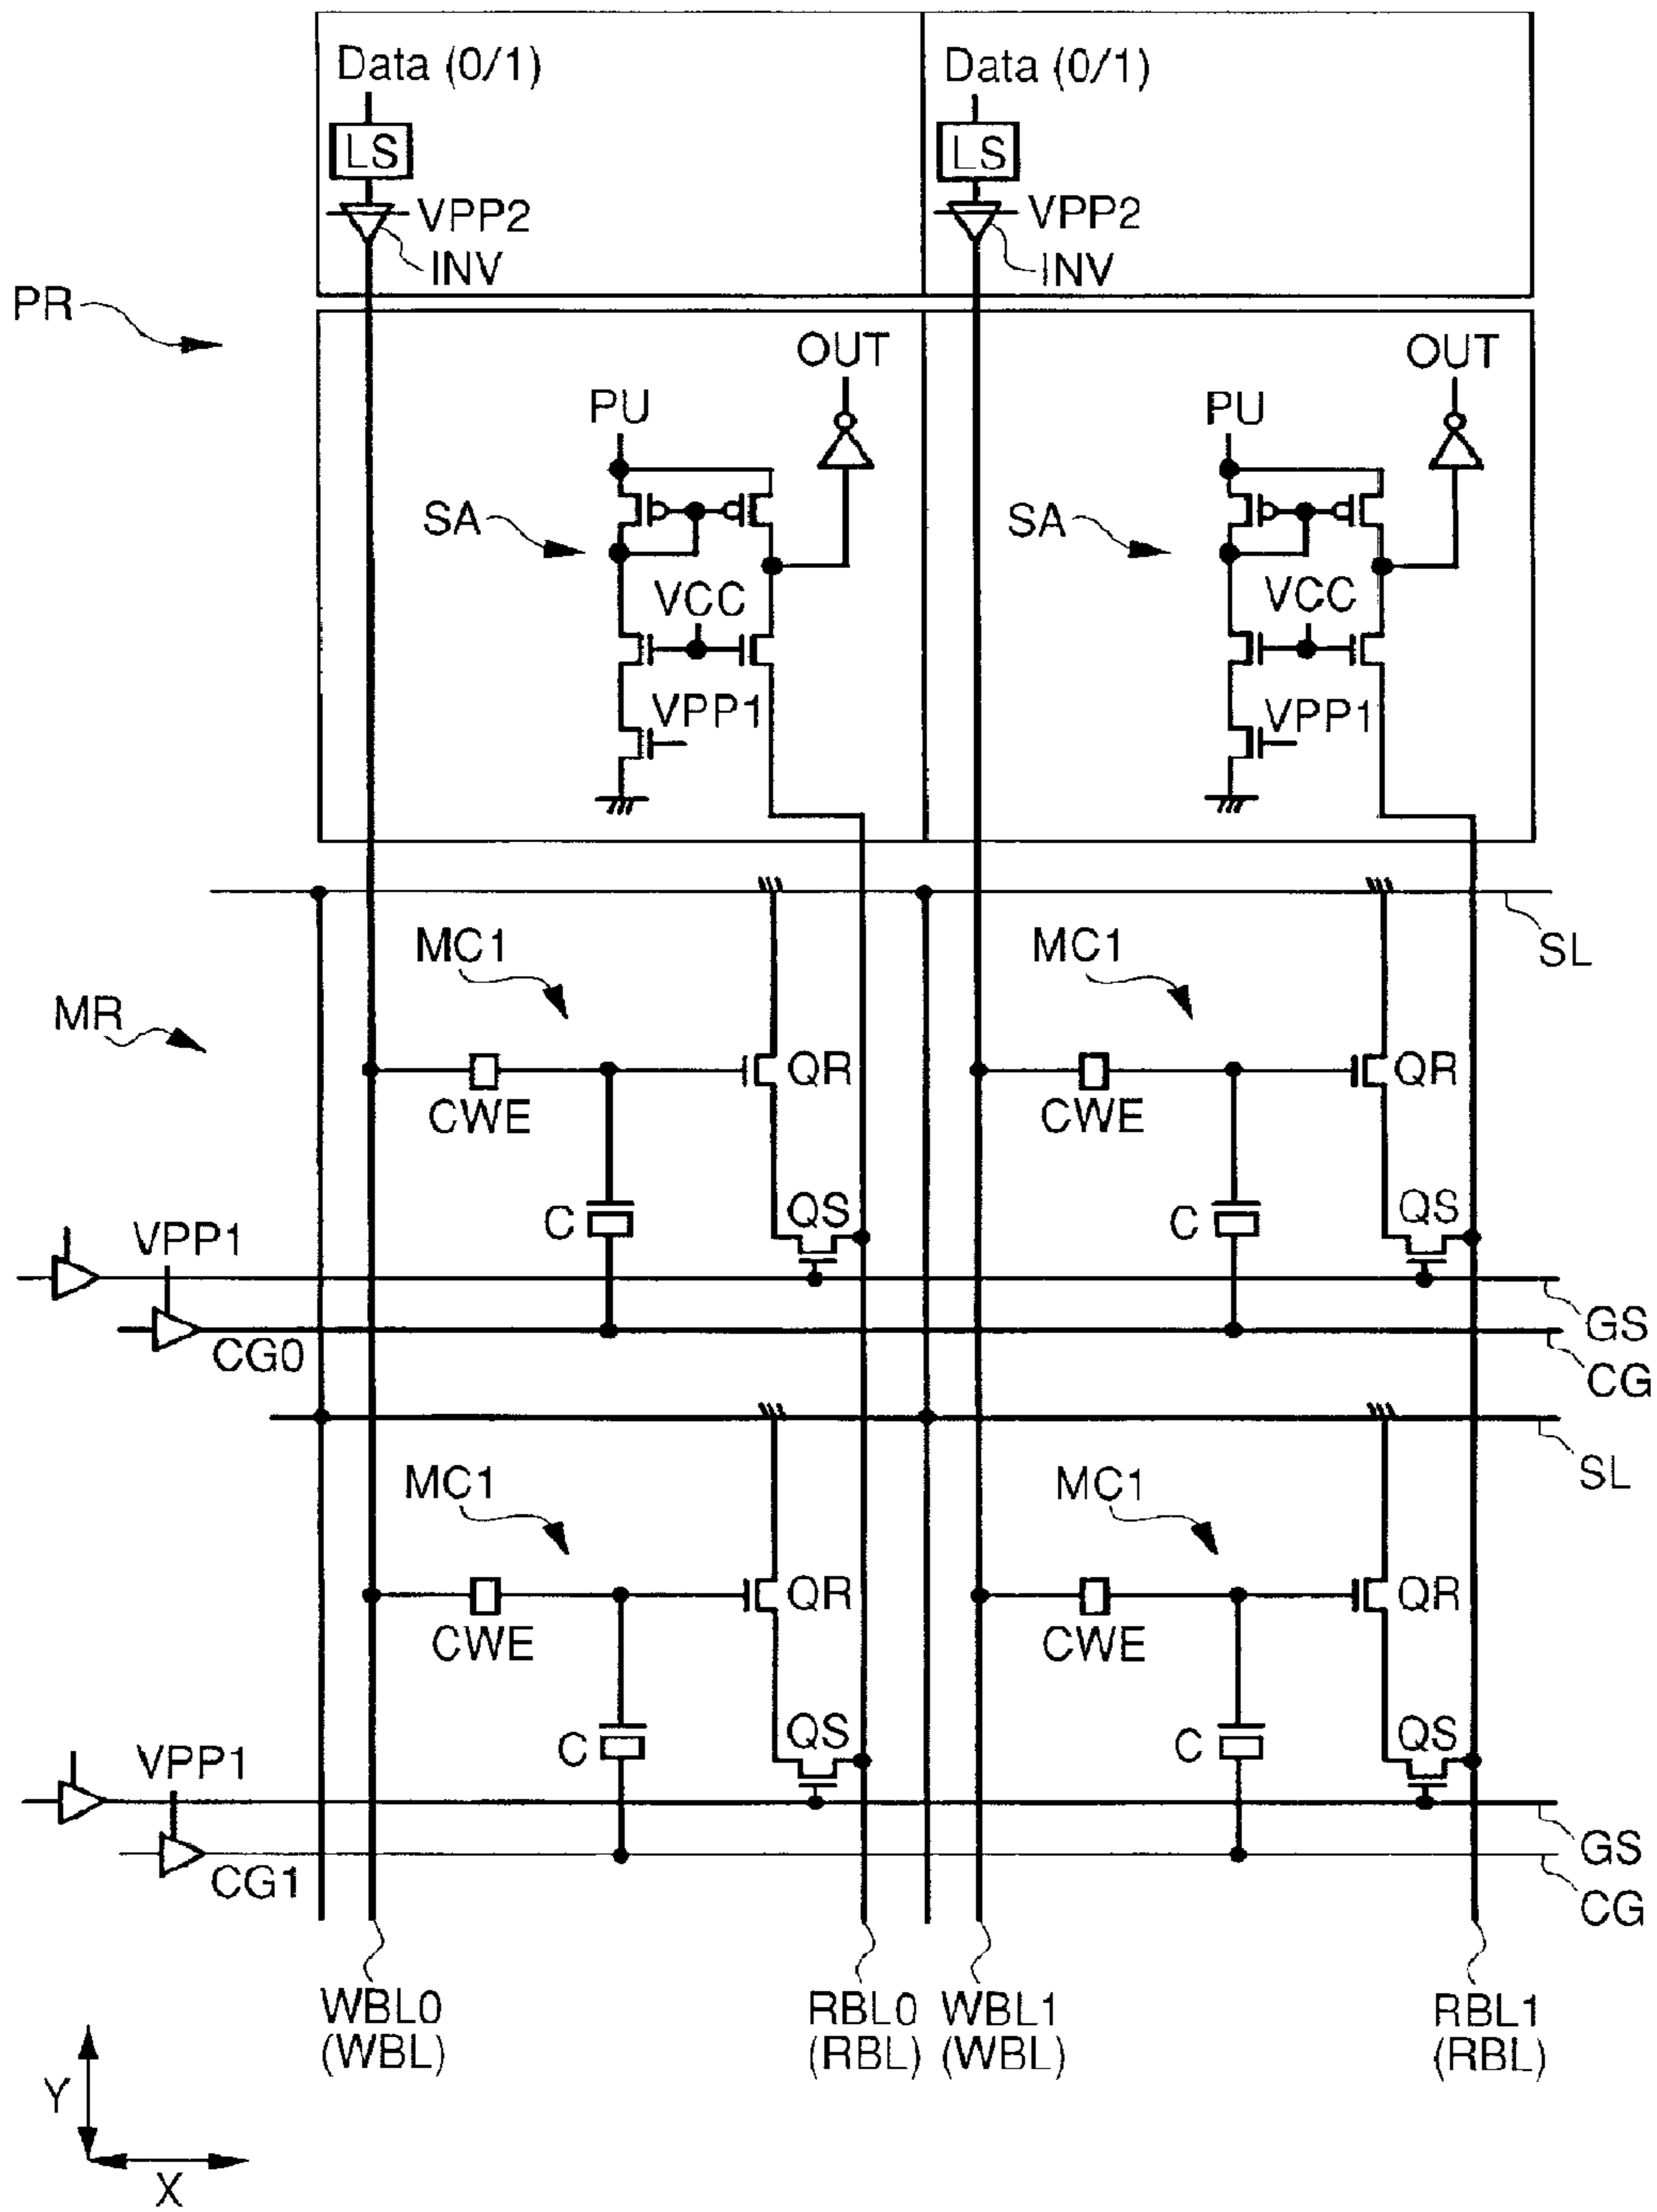 Data (0/1) Data (0/1)
LS LS
VPP2 VPP2
INV INV
PR
OUT OUT
PU PU
SA SA
VCC VCC
VPP1 VPP1
MC1 MC1
SL
MR
QR QR
CWE CWE
QS QS
C C
VPP1
GS
CG0
CG
MC1 MC1
SL
QR QR
CWE CWE
QS QS
C C
VPP1
GS
CG1
CG
WBL0 RBL0 WBL1 RBL1
(WBL) (RBL) (WBL) (RBL)
Y
X